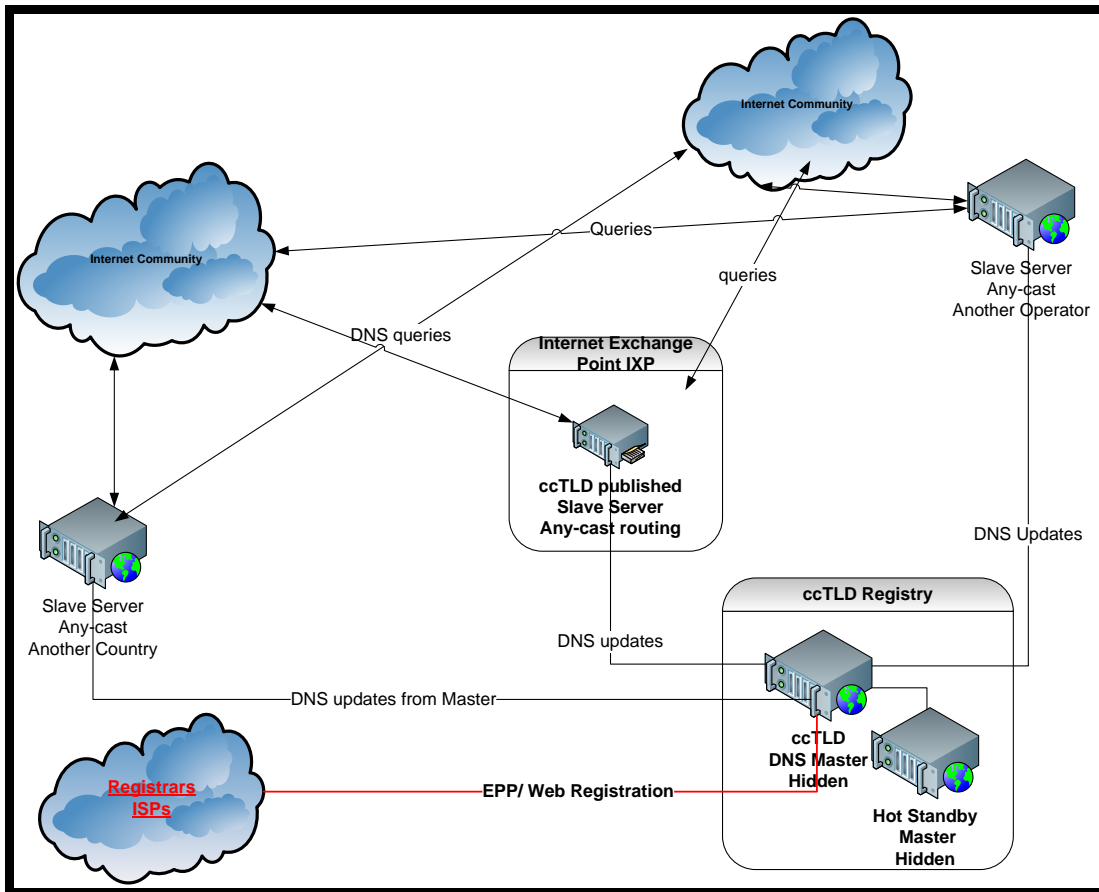 Internet Community
Internet Community
Queries
Slave Server
Any-cast
Another Operator
queries
DNS queries
Internet Exchange
Point IXP
ccTLD published
Slave Server
Any-cast routing
DNS Updates
Slave Server
Any-cast
Another Country
ccTLD Registry
DNS updates
DNS updates from Master
ccTLD
DNS Master
Hidden
Registrars
ISPs
EPP/ Web Registration
Hot Standby
Master
Hidden